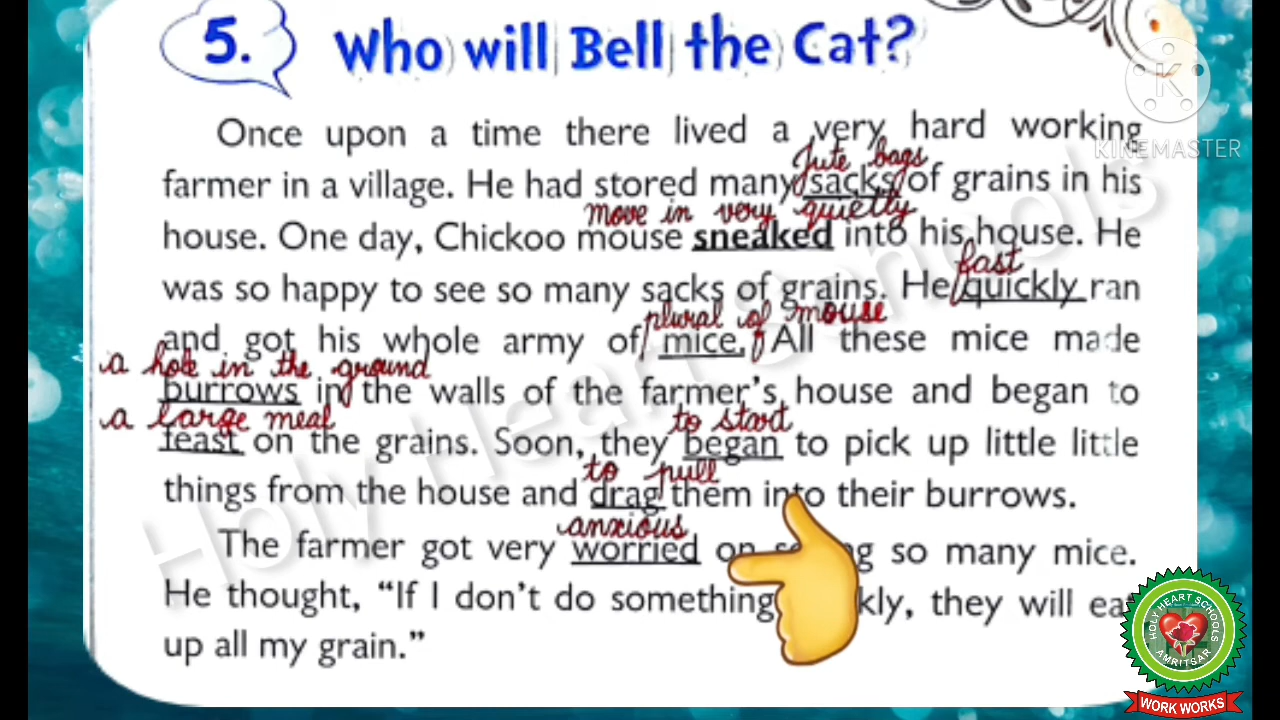 5.
Who will Bell the Cat?
KINEMASTER
Once upon a time there lived a very hard working
Jute bags
farmer in a village. He had stored many sacks of grains in his
move in very quietly
house. One day, Chickoo mouse sneaked into his house. He
fast
was so happy to see so many sacks of grains. He quickly ran
plural of mouse
and got his whole army of mice. All these mice made
a hole in the ground
burrows in the walls of the farmer's house and began to
a large meal
to start
feast on the grains. Soon, they began to pick up little little
to pull
things from the house and drag them into their burrows.
anxious
The farmer got very worried on so many mice.
He thought, “If I don't do something they will eat
up all my grain.”
Holy Heart Schools
HOLY HEART SCHOOLS
AMRITSAR
WORK WORKS